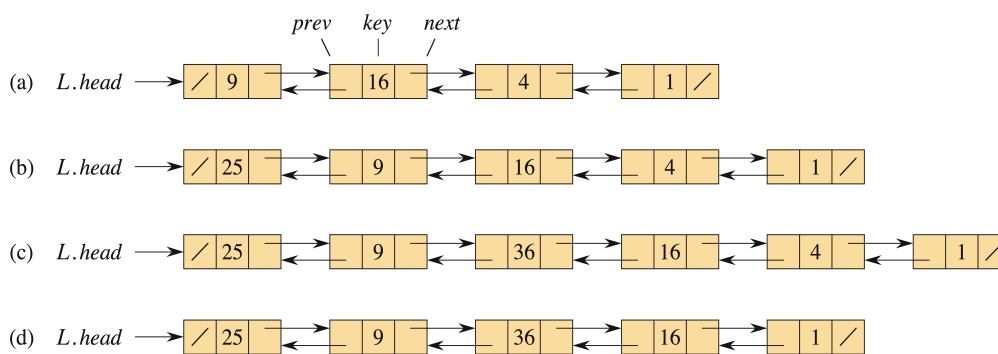 prev key next
(a) L.head / 9 16 4 1 /
(b) L.head / 25 9 16 4 1 /
(c) L.head / 25 9 36 16 4 1 /
(d) L.head / 25 9 36 16 1 /